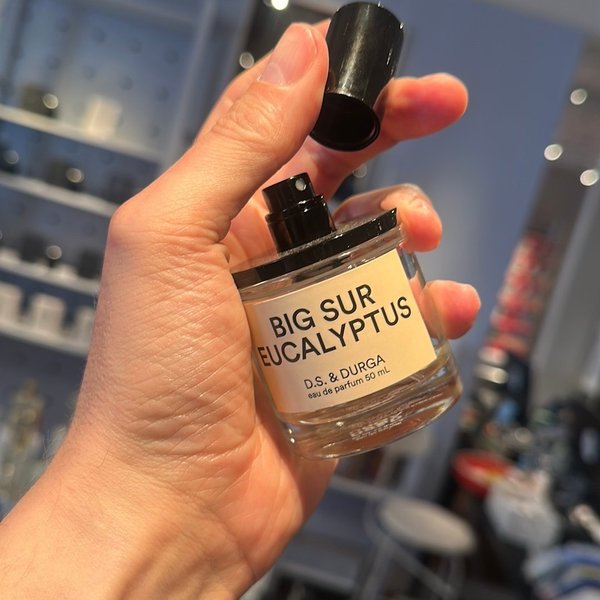 BIG SUR
EUCALYPTUS
D.S. & DURGA
eau de parfum 50 mL